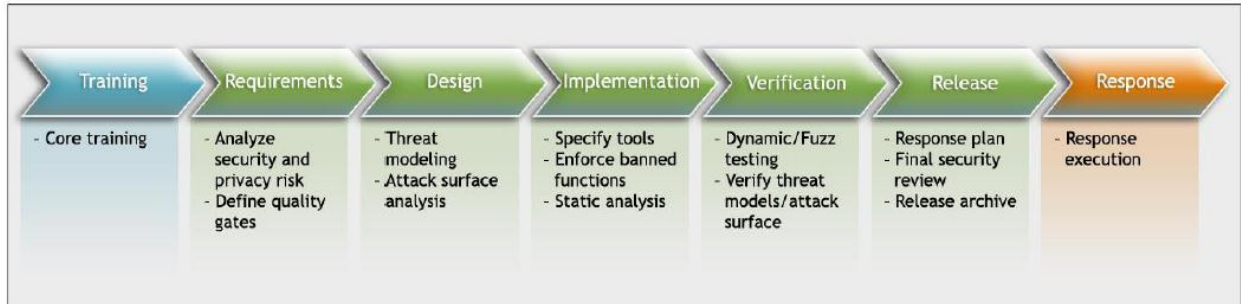 Training
Requirements
Design
Implementation
Verification
Release
Response
- Core training
- Analyze
security and
privacy risk
- Define quality
gates
- Threat
modeling
- Attack surface
analysis
- Specify tools
- Enforce banned
functions
- Static analysis
- Dynamic/Fuzz
testing
- Verify threat
models/attack
surface
- Response plan
- Final security
review
- Release archive
- Response
execution